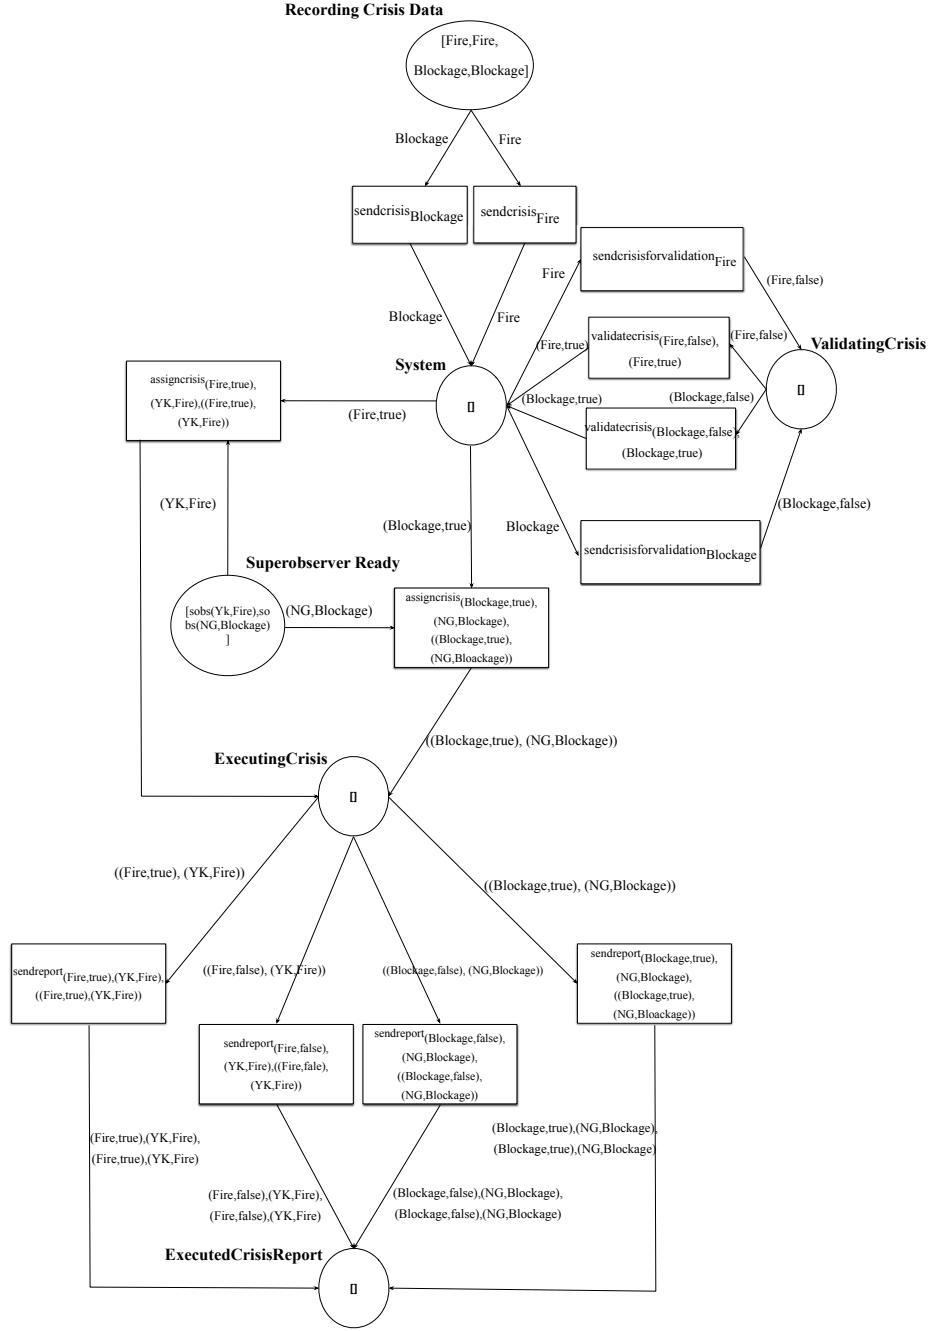 Recording Crisis Data
[Fire,Fire,
Blockage,Blockage]
Blockage
Fire
sendcrisisBlockage
sendcrisisFire
Blockage
Fire
Fire
sendcrisisforvalidationFire
(Fire,false)
(Fire,true)
validatecrisis(Fire,false),
(Fire,true)
(Fire,false)
ValidatingCrisis
[]
System
[]
(Blockage,true)
validatecrisis(Blockage,false),
(Blockage,true)
(Blockage,false)
Blockage
sendcrisisforvalidationBlockage
(Blockage,false)
assigncrisis(Fire,true),
(YK,Fire),((Fire,true),
(YK,Fire))
(Fire,true)
(YK,Fire)
(Blockage,true)
Superobserver Ready
[sobs(Yk,Fire),so
bs(NG,Blockage)
]
(NG,Blockage)
assigncrisis(Blockage,true),
(NG,Blockage),
((Blockage,true),
(NG,Bloackage))
((Blockage,true), (NG,Blockage))
ExecutingCrisis
[]
((Fire,true), (YK,Fire))
((Blockage,true), (NG,Blockage))
((Fire,false), (YK,Fire))
((Blockage,false), (NG,Blockage))
sendreport(Fire,true),(YK,Fire),
((Fire,true),(YK,Fire))
sendreport(Fire,false),
(YK,Fire),((Fire,fale),
(YK,Fire))
sendreport(Blockage,false),
(NG,Blockage),
((Blockage,false),
(NG,Blockage))
sendreport(Blockage,true),
(NG,Blockage),
((Blockage,true),
(NG,Bloackage))
(Fire,true),(YK,Fire),
(Fire,true),(YK,Fire)
(Fire,false),(YK,Fire),
(Fire,false),(YK,Fire)
(Blockage,false),(NG,Blockage),
(Blockage,false),(NG,Blockage)
(Blockage,true),(NG,Blockage),
(Blockage,true),(NG,Blockage)
ExecutedCrisisReport
[]